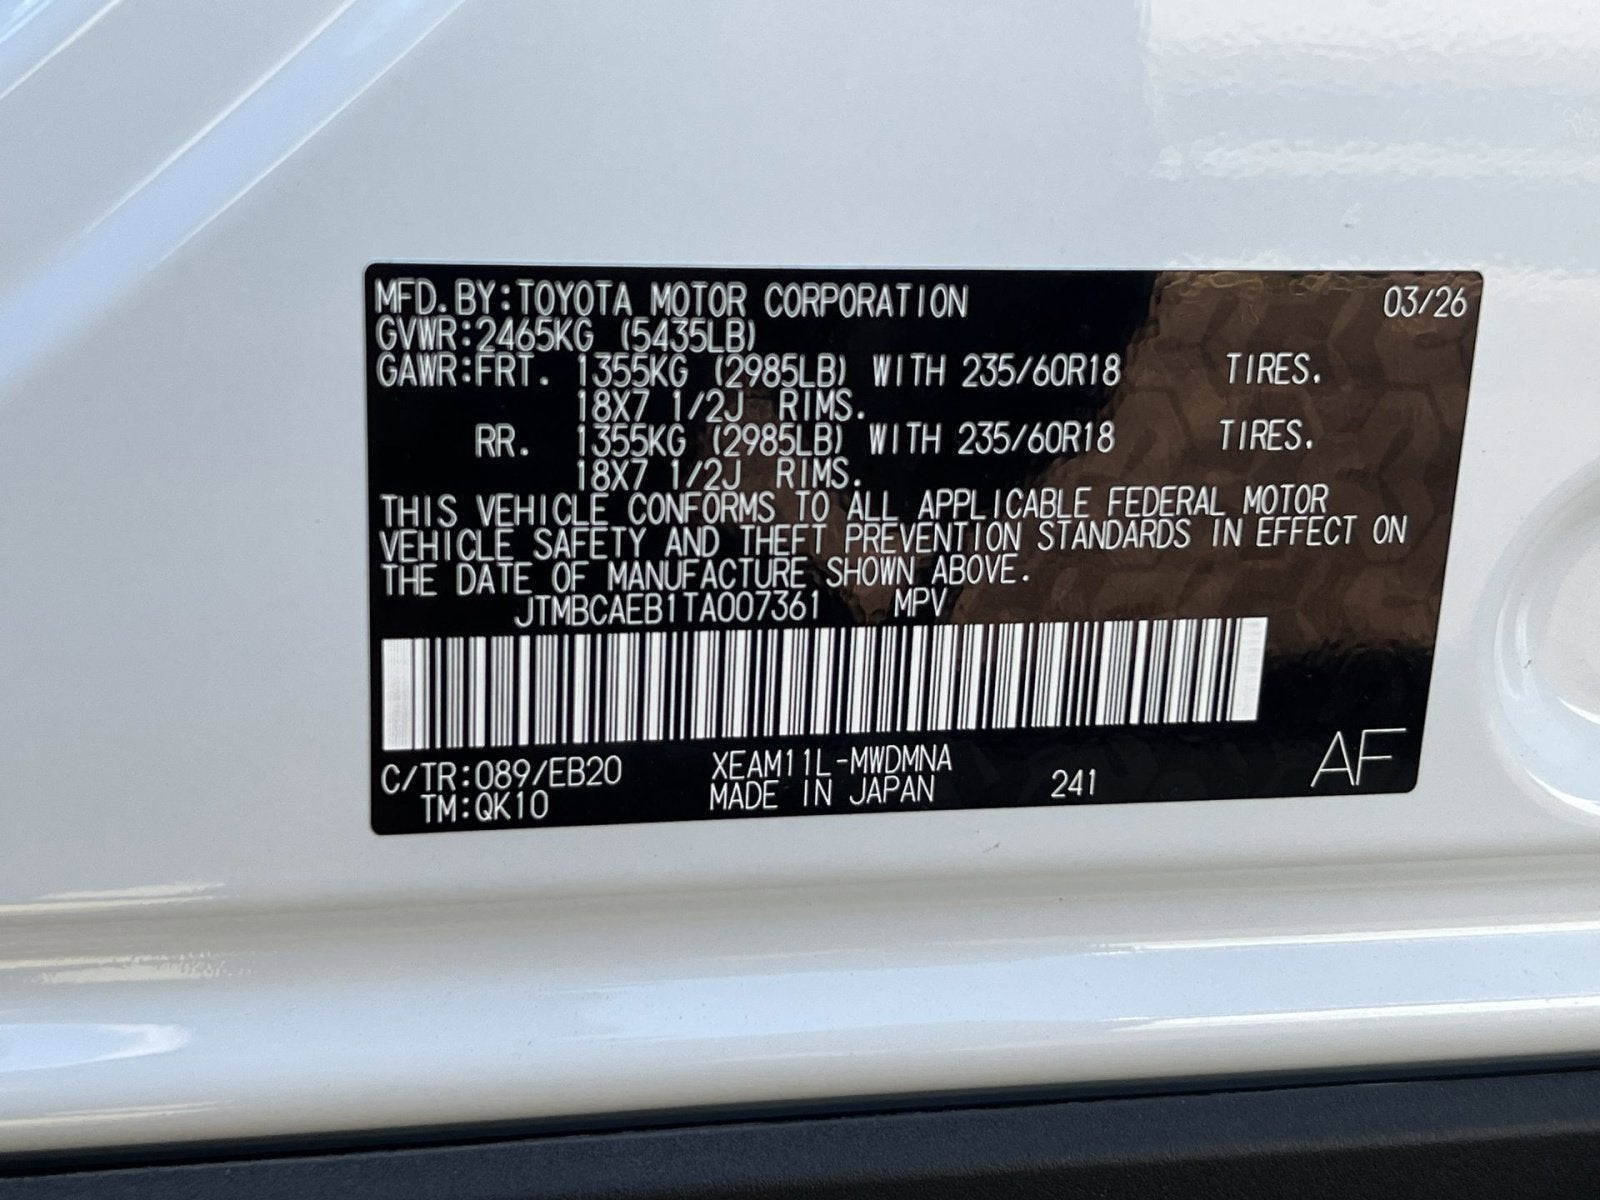 MFD.BY:TOYOTA MOTOR CORPORATION 03/26
GVWR:2465KG (5435LB)
GAWR:FRT. 1355KG (2985LB) WITH 235/60R18 TIRES.
18X7 1/2J RIMS.
RR. 1355KG (2985LB) WITH 235/60R18 TIRES.
18X7 1/2J RIMS.
THIS VEHICLE CONFORMS TO ALL APPLICABLE FEDERAL MOTOR
VEHICLE SAFETY AND THEFT PREVENTION STANDARDS IN EFFECT ON
THE DATE OF MANUFACTURE SHOWN ABOVE.
JTMBCAEB1TA007361 MPV
C/TR:089/EB20 XEAM11L-MWDMNA
TM:QK10 MADE IN JAPAN 241 AF